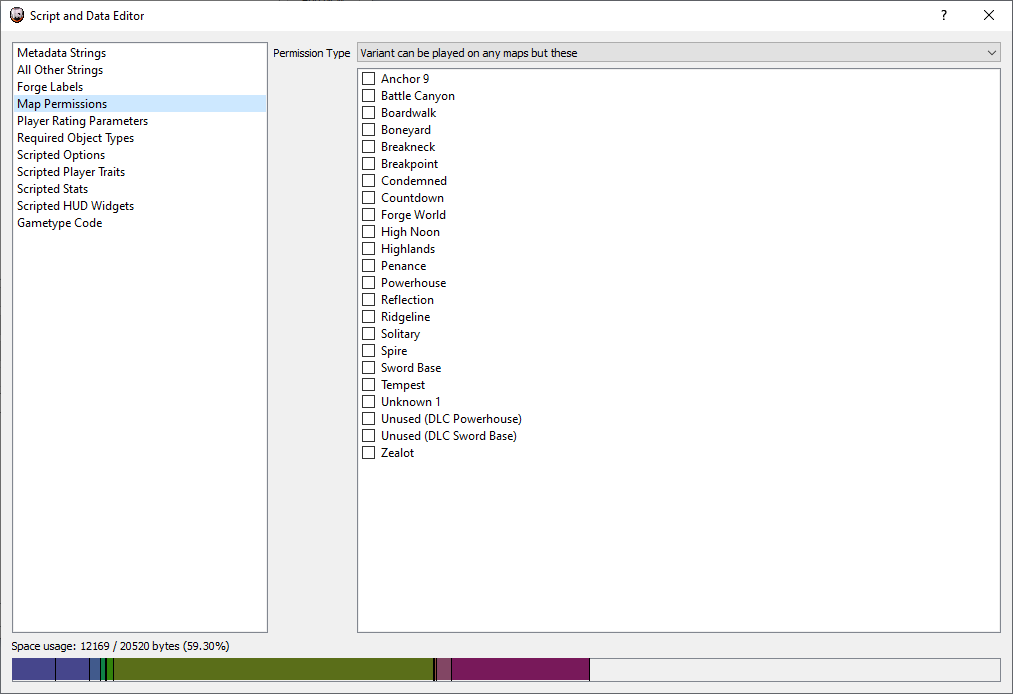 Script and Data Editor
?
Metadata Strings
All Other Strings
Forge Labels
Map Permissions
Player Rating Parameters
Required Object Types
Scripted Options
Scripted Player Traits
Scripted Stats
Scripted HUD Widgets
Gametype Code
Permission Type
Variant can be played on any maps but these
Anchor 9
Battle Canyon
Boardwalk
Boneyard
Breakneck
Breakpoint
Condemned
Countdown
Forge World
High Noon
Highlands
Penance
Powerhouse
Reflection
Ridgeline
Solitary
Spire
Sword Base
Tempest
Unknown 1
Unused (DLC Powerhouse)
Unused (DLC Sword Base)
Zealot
Space usage: 12169 / 20520 bytes (59.30%)